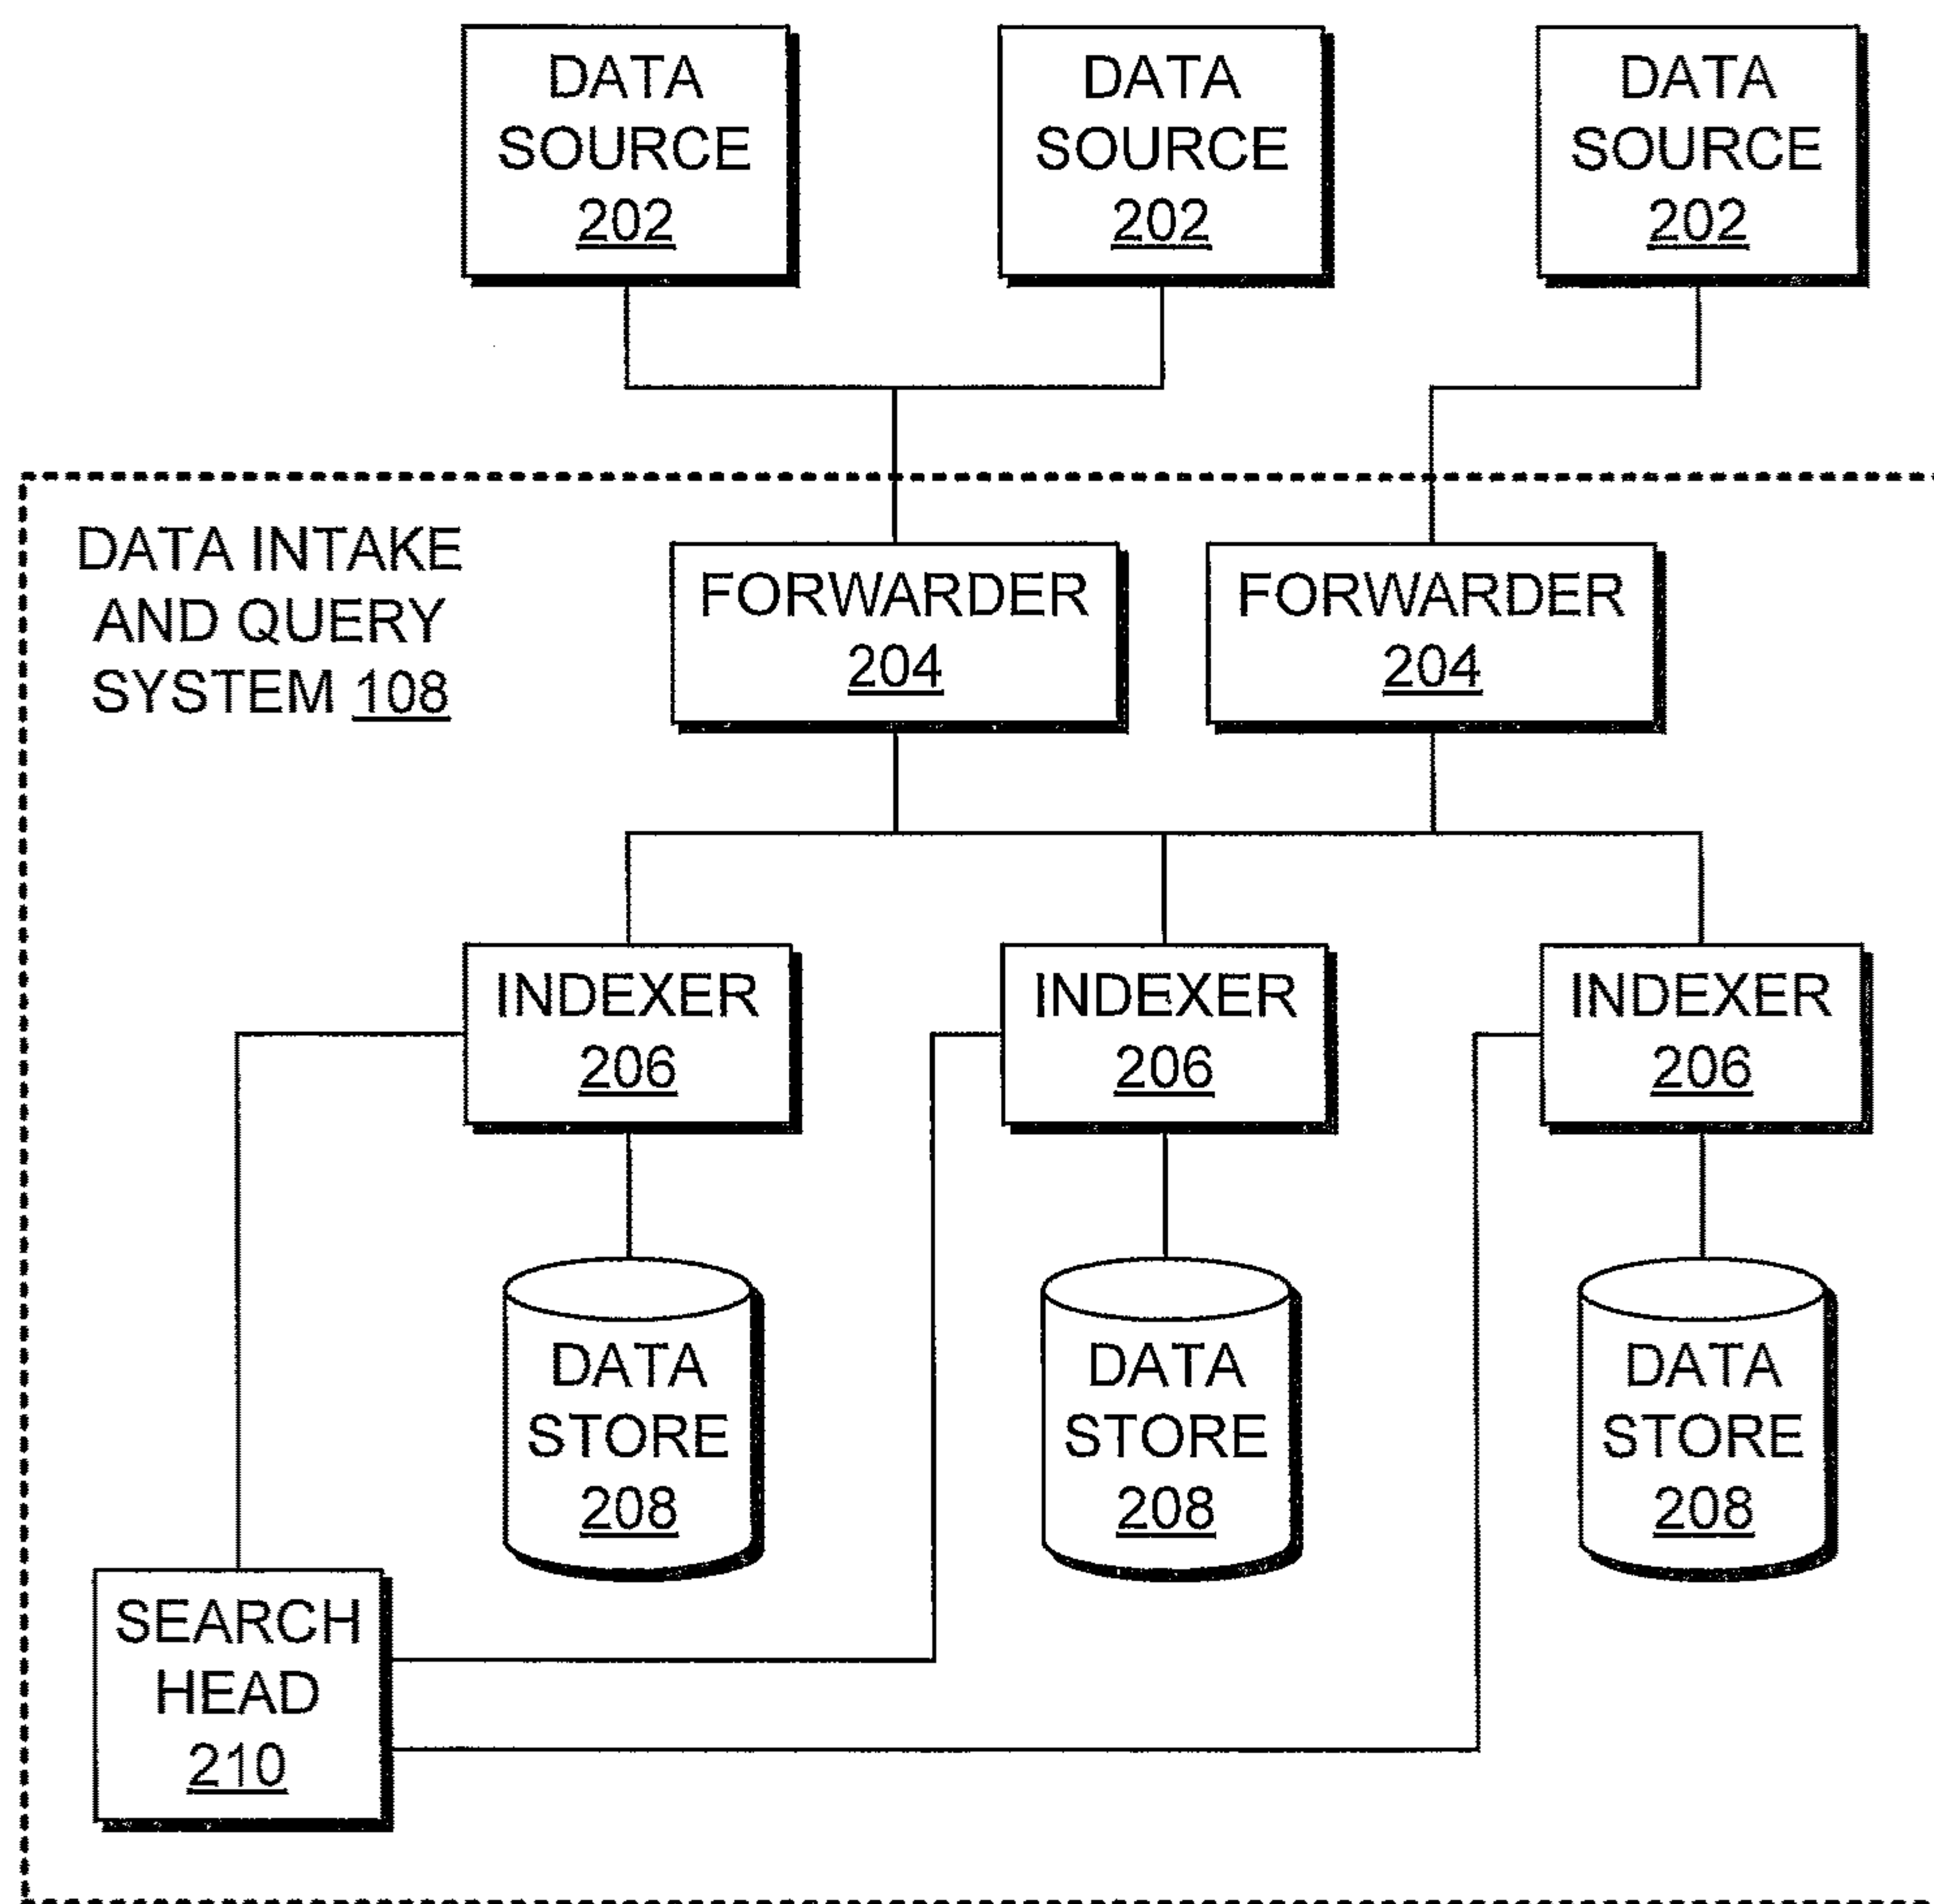 DATA
SOURCE
202
DATA
SOURCE
202
DATA
SOURCE
202
DATA INTAKE
AND QUERY
SYSTEM 108
FORWARDER
204
FORWARDER
204
INDEXER
206
INDEXER
206
INDEXER
206
DATA
STORE
208
DATA
STORE
208
DATA
STORE
208
SEARCH
HEAD
210